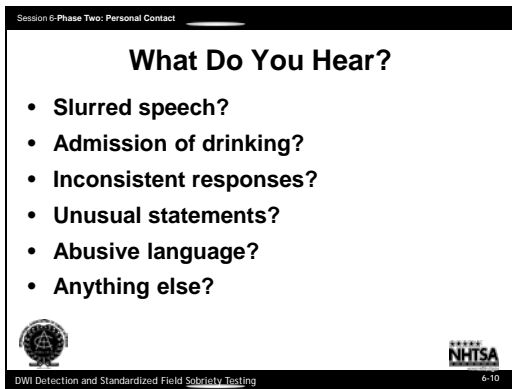 Session 6-Phase Two: Personal Contact
What Do You Hear?
• Slurred speech?
• Admission of drinking?
• Inconsistent responses?
• Unusual statements?
• Abusive language?
• Anything else?
NHTSA
DWI Detection and Standardized Field Sobriety Testing
6-10